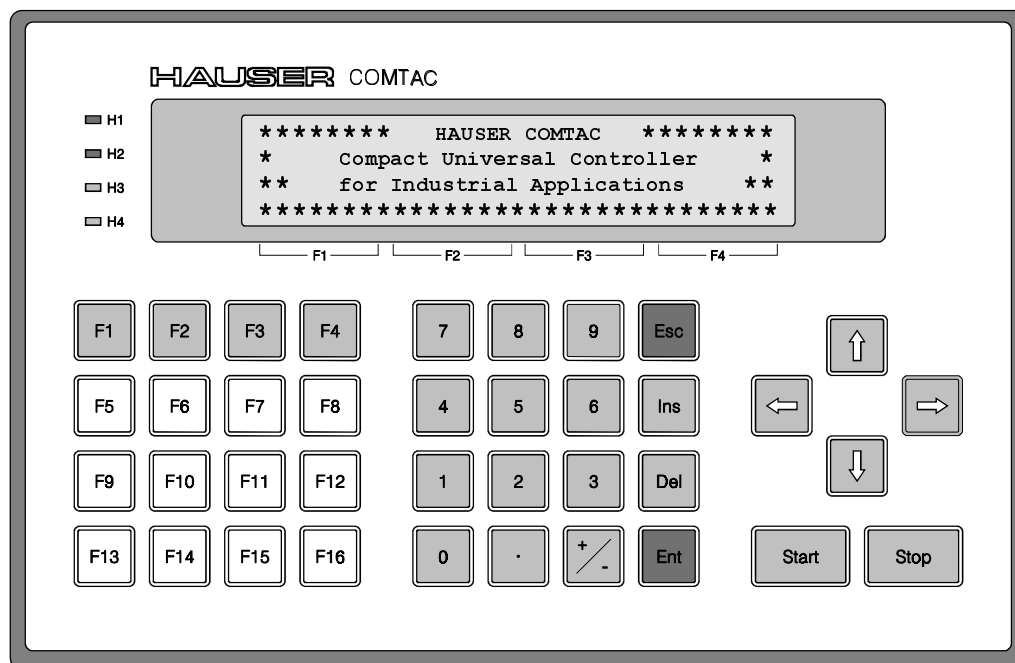 HAUSER COMTAC
H1
H2
H3
H4
******** HAUSER COMTAC ********
* Compact Universal Controller *
** for Industrial Applications **
*******************************
F1 F2 F3 F4
F1 F2 F3 F4 7 8 9 Esc
F5 F6 F7 F8 4 5 6 Ins
F9 F10 F11 F12 1 2 3 Del
F13 F14 F15 F16 0 . +/- Ent Start Stop